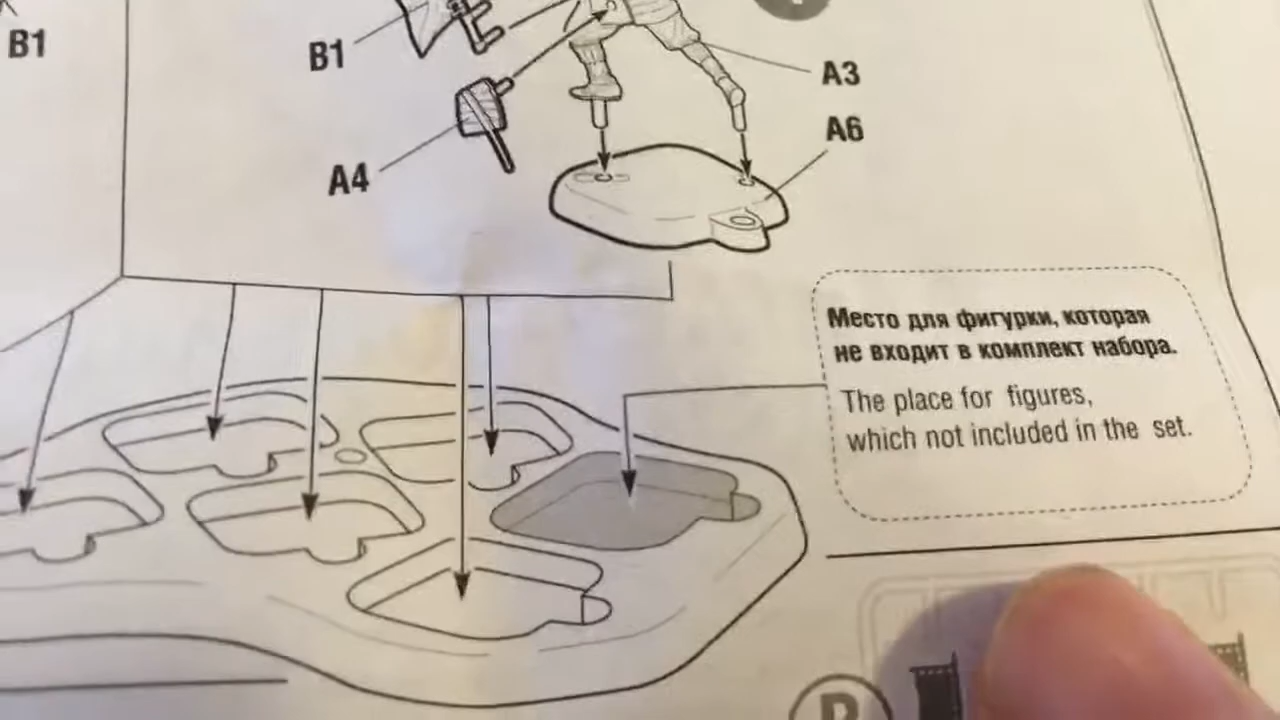 B1
B1
A3
A6
A4
Место для фигурки, которая
не входит в комплект набора.
The place for figures,
which not included in the set.